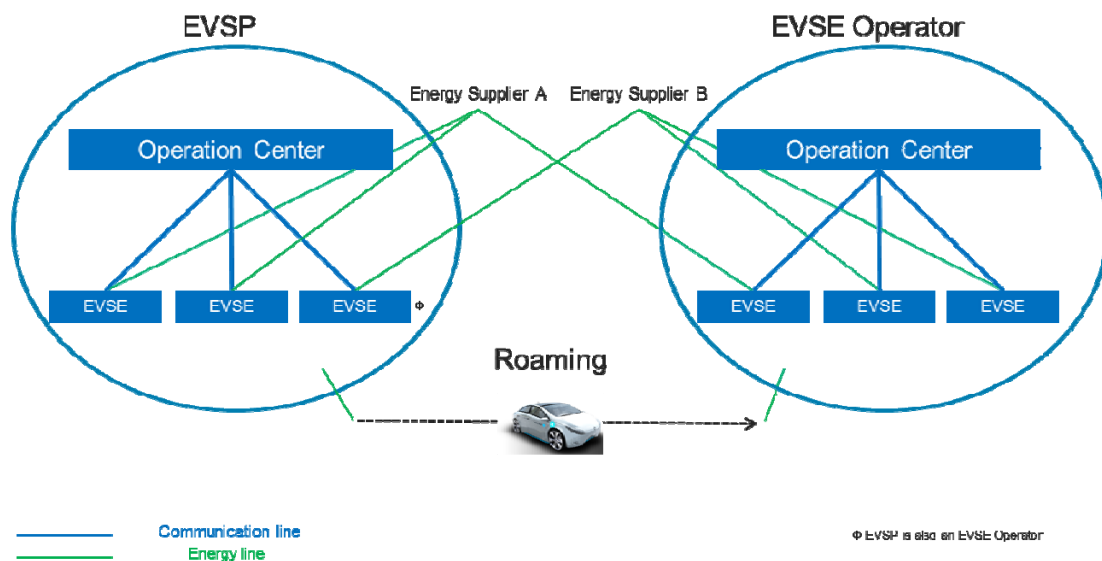 EVSP
EVSE Operator
Energy Supplier A
Energy Supplier B
Operation Center
Operation Center
EVSE
EVSE
EVSE
Φ
EVSE
EVSE
EVSE
Roaming
Communication line
Energy line
Φ EVSP is also an EVSE Operator